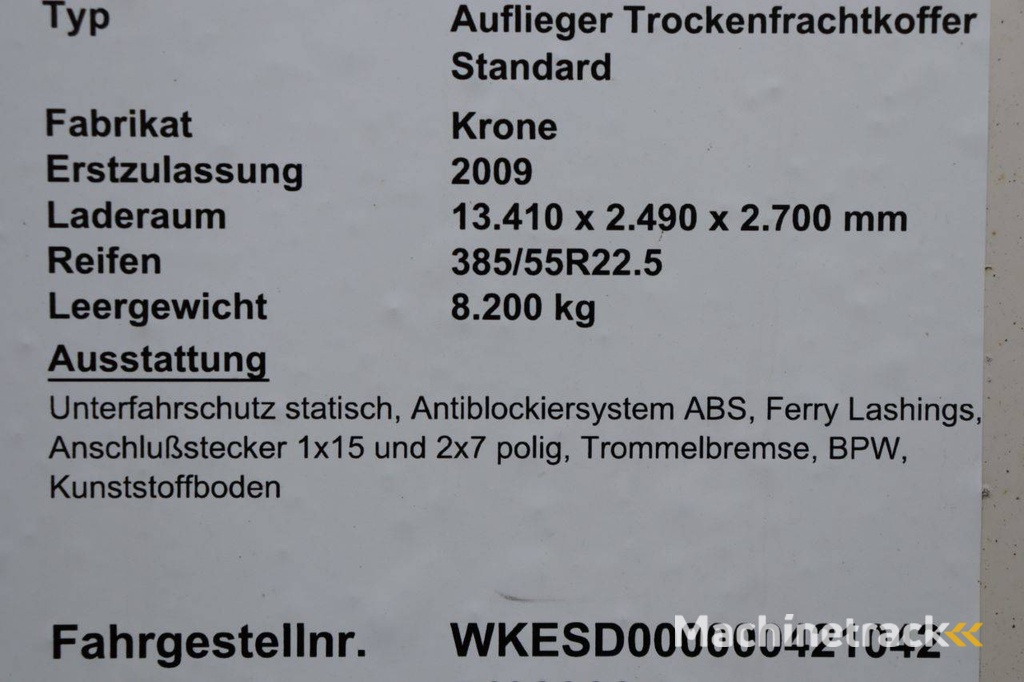 Typ Auflieger Trockenfrachtkoffer
Standard
Fabrikat Krone
Erstzulassung 2009
Laderaum 13.410 x 2.490 x 2.700 mm
Reifen 385/55R22.5
Leergewicht 8.200 kg
Ausstattung
Unterfahrschutz statisch, Antiblockiersystem ABS, Ferry Lashings,
Anschlußstecker 1x15 und 2x7 polig, Trommelbremse, BPW,
Kunststoffboden
Fahrgestellnr.
Machinetrack